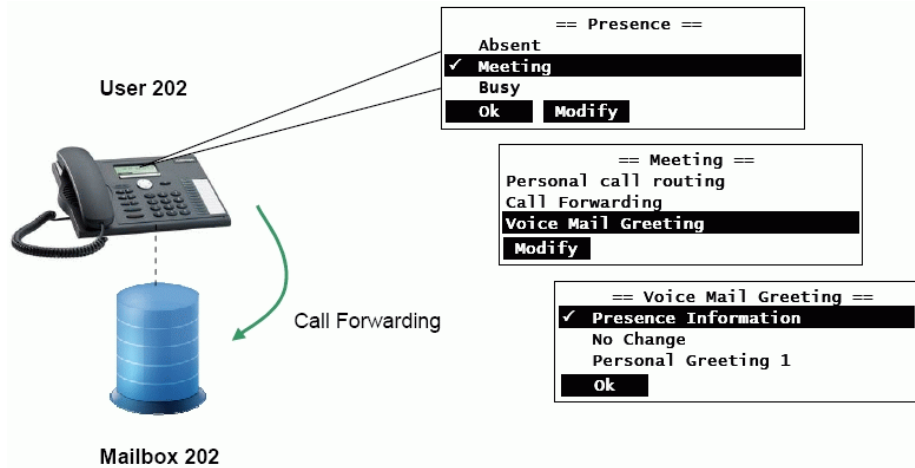 User 202
== Presence ==
Absent
✓ Meeting
Busy
Ok Modify
== Meeting ==
Personal call routing
Call Forwarding
Voice Mail Greeting
Modify
== Voice Mail Greeting ==
✓ Presence Information
No Change
Personal Greeting 1
Ok
Call Forwarding
Mailbox 202